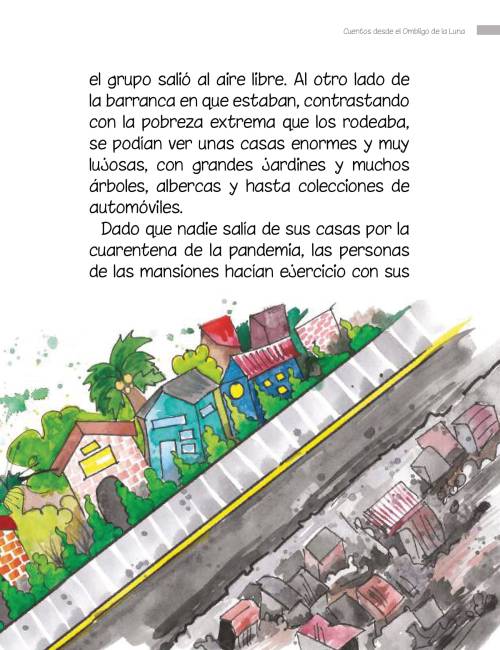 Cuentos desde el Ombligo de la Luna
el grupo salió al aire libre. Al otro lado de
la barranca en que estaban, contrastando
con la pobreza extrema que los rodeaba,
se podían ver unas casas enormes y muy
lujosas, con grandes jardines y muchos
árboles, albercas y hasta colecciones de
automóviles.
Dado que nadie salía de sus casas por la
cuarentena de la pandemia, las personas
de las mansiones hacían ejercicio con sus